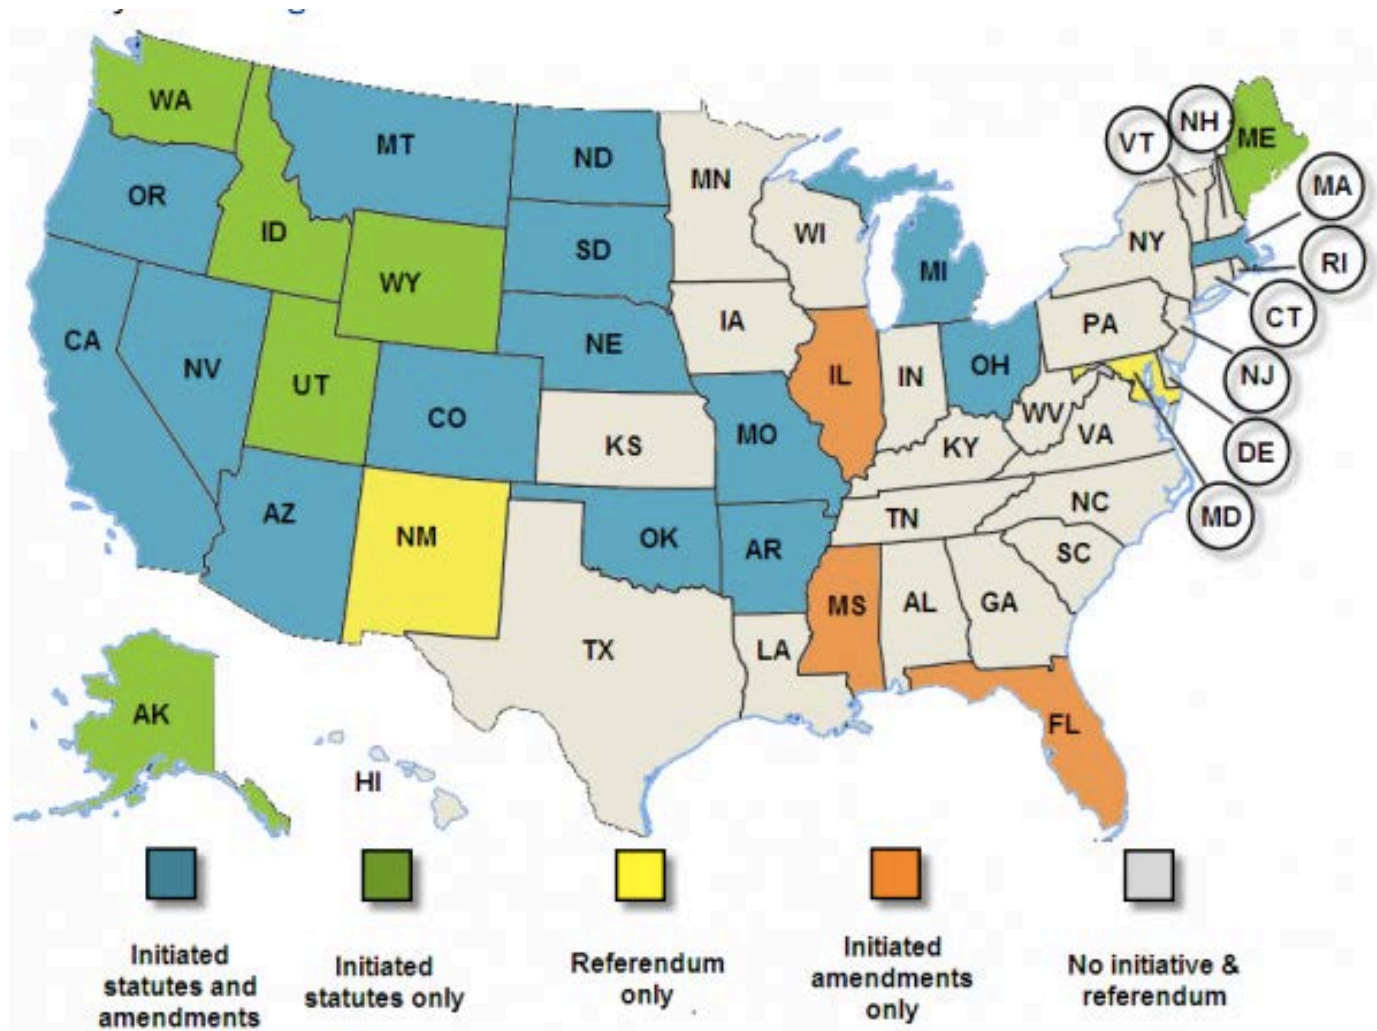 WA
MT
ND
MN
VT
NH
ME
OR
ID
SD
WI
MI
NY
MA
WY
RI
CA
NV
UT
NE
IA
IL
IN
OH
PA
CT
NJ
CO
KS
MO
KY
WV
VA
DE
AZ
NM
OK
AR
TN
NC
MD
SC
TX
LA
MS
AL
GA
AK
HI
FL
Initiated
statutes and
amendments
Initiated
statutes only
Referendum
only
Initiated
amendments
only
No initiative &
referendum